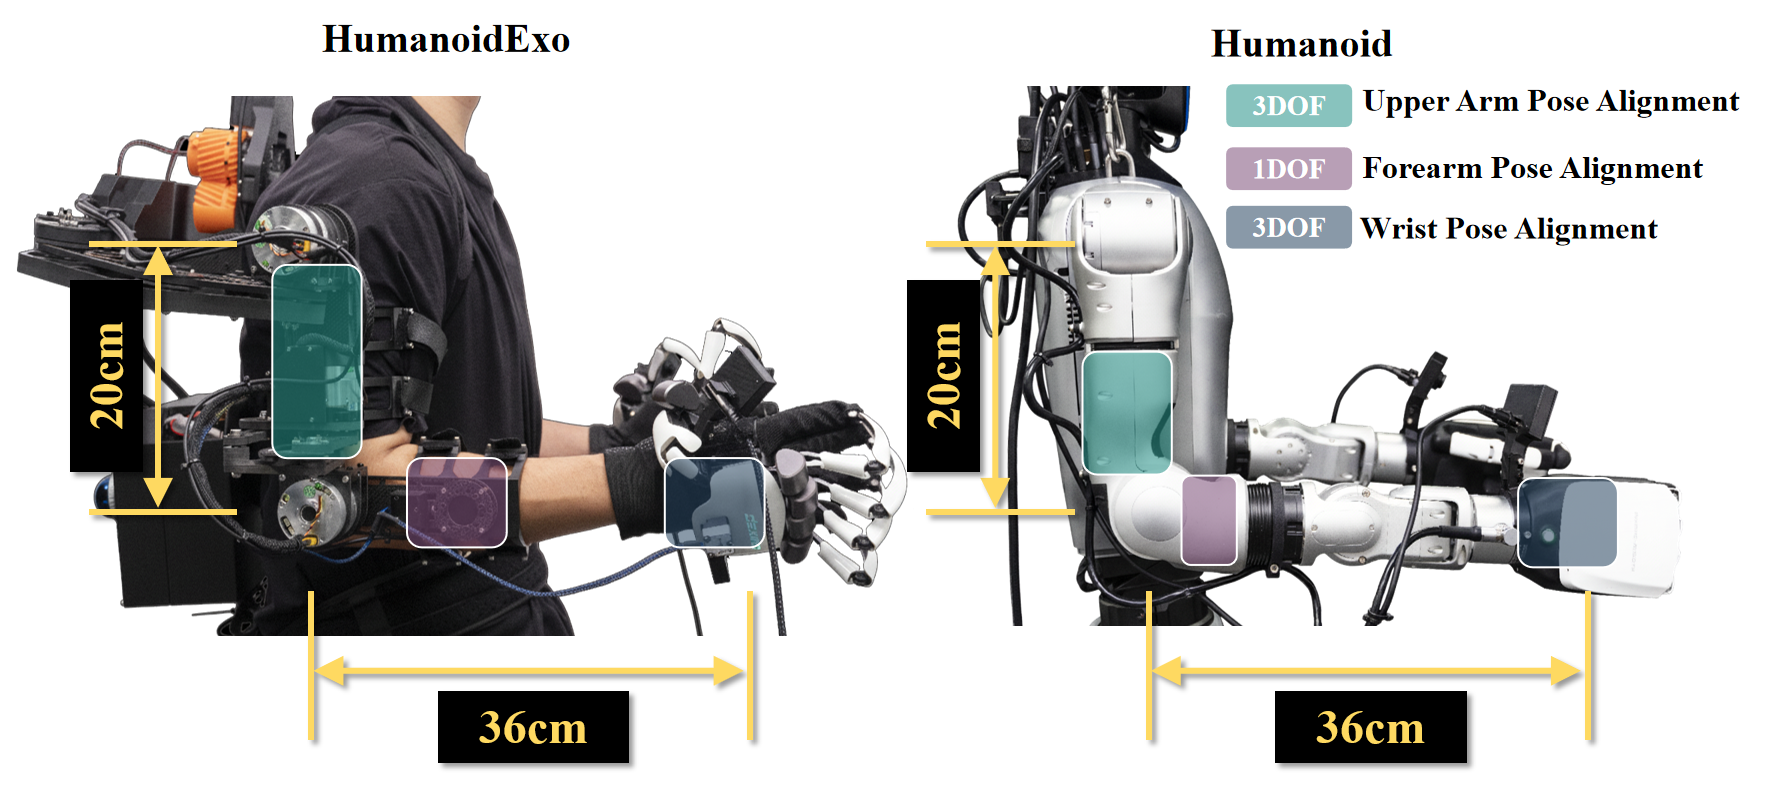 HumanoidExo
Humanoid
3DOF Upper Arm Pose Alignment
1DOF Forearm Pose Alignment
3DOF Wrist Pose Alignment
20cm
20cm
36cm
36cm